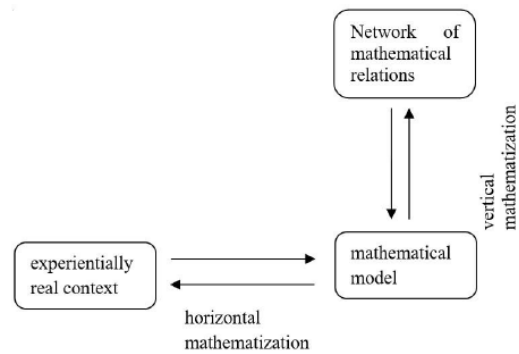 Network of
mathematical
relations
vertical
mathematization
experientially
real context
mathematical
model
horizontal
mathematization